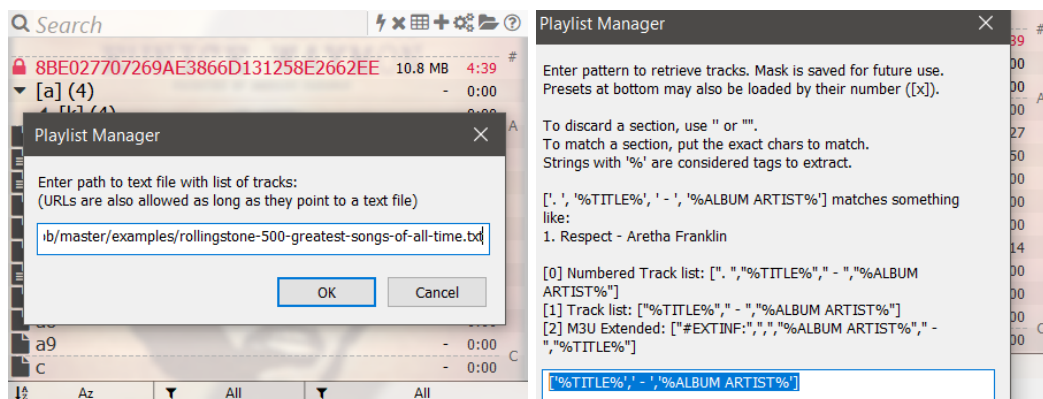 Search
#
8BE027707269AE3866D131258E2662EE 10.8 MB 4:39
[a] (4) - 0:00
A
Playlist Manager
Enter path to text file with list of tracks:
(URLs are also allowed as long as they point to a text file)
b/master/examples/rollingstone-500-greatest-songs-of-all-time.txt
OK Cancel
a9 - 0:00
C
c - 0:00
Az All All
Playlist Manager
Enter pattern to retrieve tracks. Mask is saved for future use.
Presets at bottom may also be loaded by their number ([x]).
To discard a section, use '' or "".
To match a section, put the exact chars to match.
Strings with '%' are considered tags to extract.
['. ', '%TITLE%', ' - ', '%ALBUM ARTIST%'] matches something
like:
1. Respect - Aretha Franklin
[0] Numbered Track list: [". ","%TITLE%"," - ","%ALBUM
ARTIST%"]
[1] Track list: ["%TITLE%"," - ","%ALBUM ARTIST%"]
[2] M3U Extended: ["#EXTINF:",",","%ALBUM ARTIST%"," -
","%TITLE%"]
['%TITLE%',' - ','%ALBUM ARTIST%']